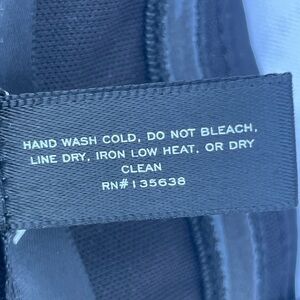 HAND WASH COLD, DO NOT BLEACH,
LINE DRY, IRON LOW HEAT, OR DRY
CLEAN
RN#135638